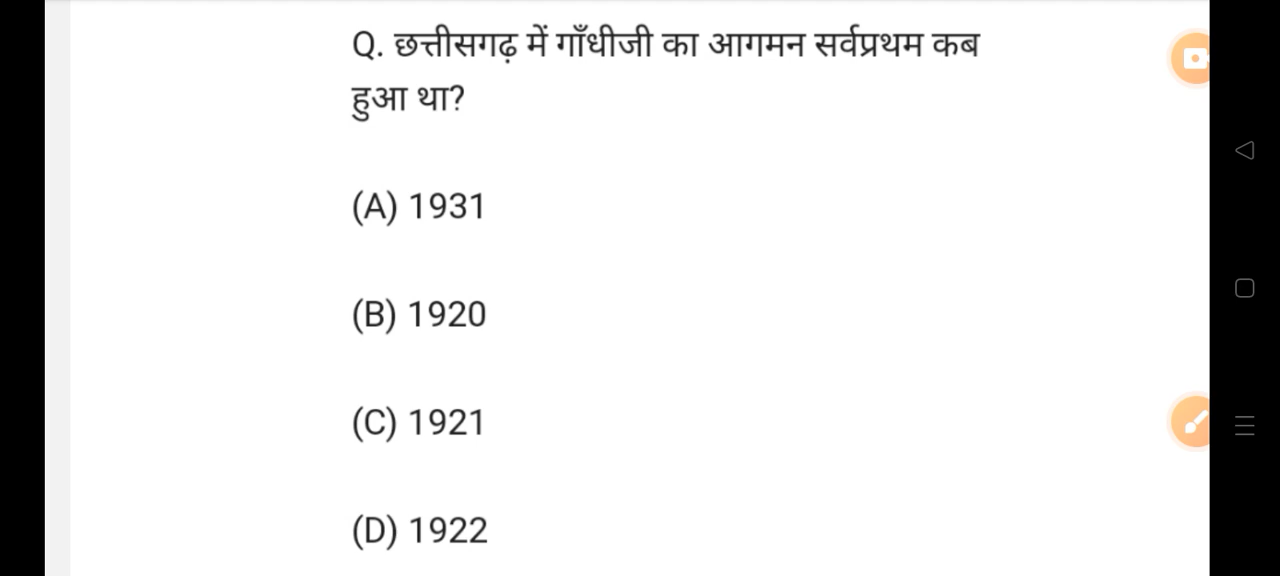 Q. छत्तीसगढ़ में गाँधीजी का आगमन सर्वप्रथम कब
हुआ था?
(A) 1931
(B) 1920
(C) 1921
(D) 1922